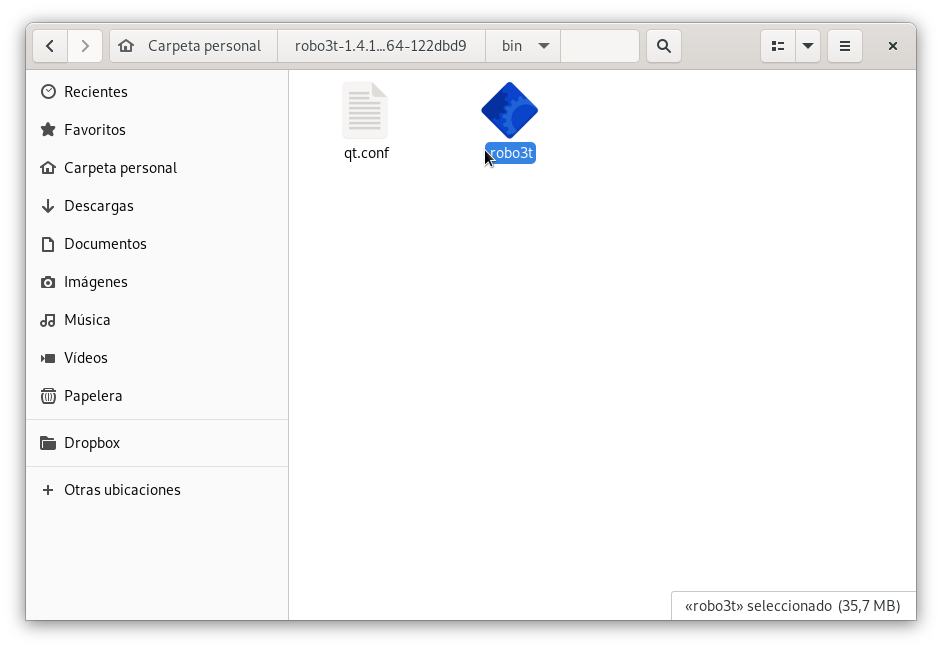 Carpeta personal
robo3t-1.4.1...64-122dbd9
bin
Recientes
Favoritos
Carpeta personal
Descargas
Documentos
Imágenes
Música
Vídeos
Papelera
Dropbox
Otras ubicaciones
qt.conf
robo3t
«robo3t» seleccionado (35,7 MB)